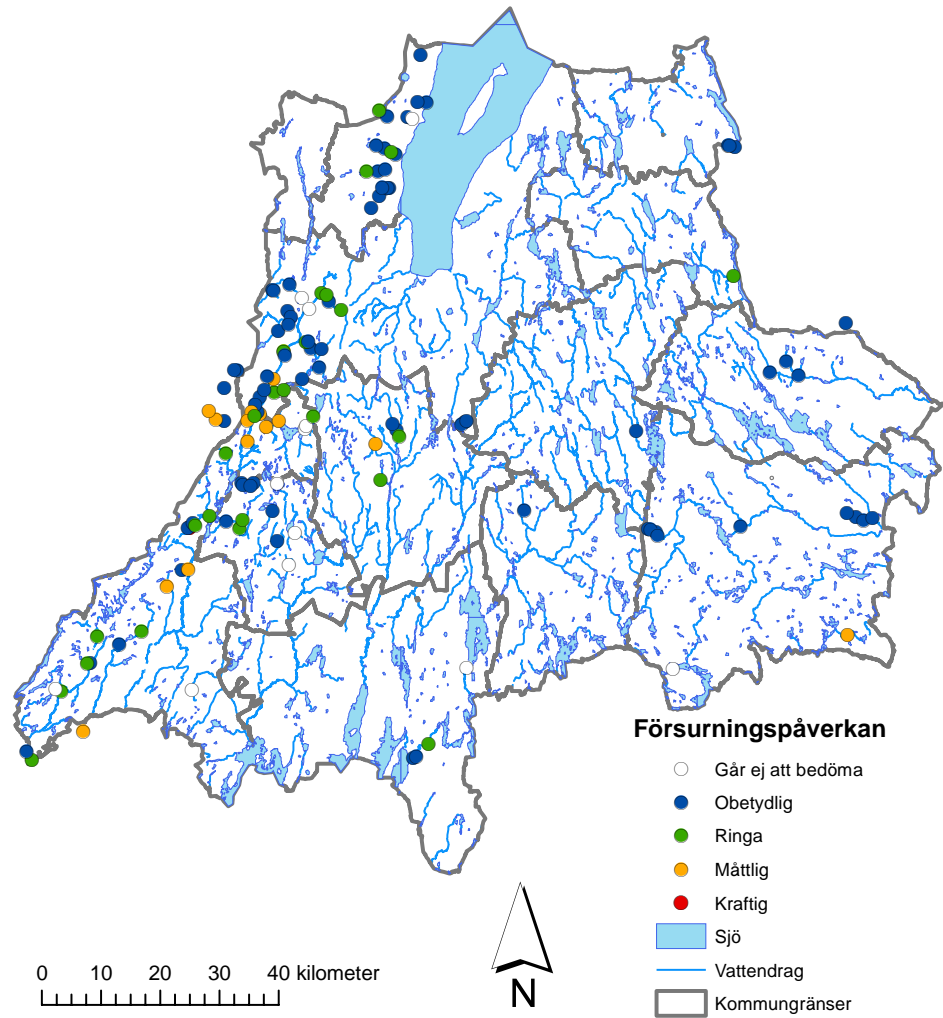 Försurningspåverkan
Går ej att bedöma
Obetydlig
Ringa
Måttlig
Kraftig
Sjö
Vattendrag
Kommungränser
0 10 20 30 40 kilometer
N